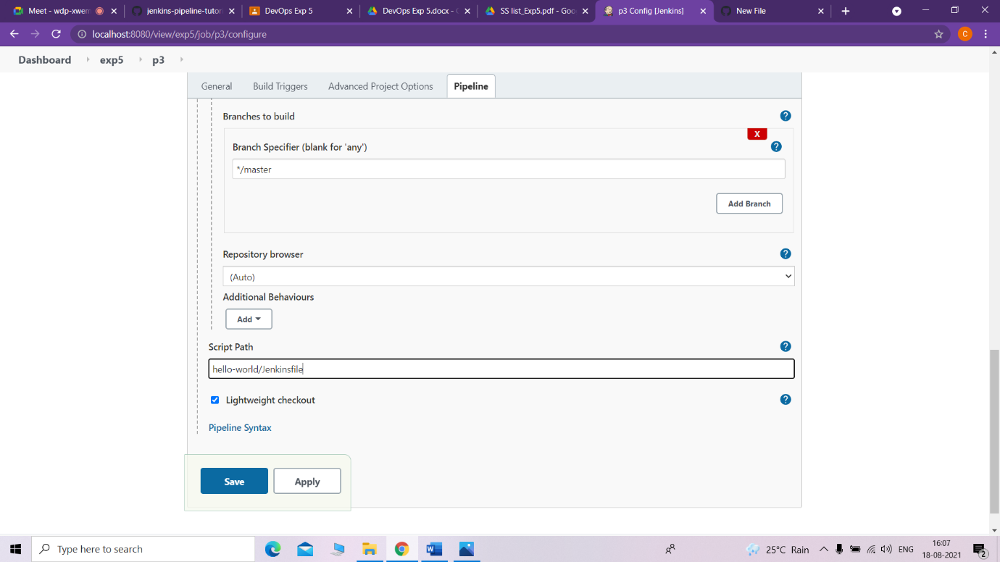 Meet - wdp-xwem
jenkins-pipeline-tutor
DevOps Exp 5
DevOps Exp 5.docx -
SS list_Exp5.pdf - Goo
p3 Config [Jenkins]
New File
localhost:8080/view/exp5/job/p3/configure
C
Dashboard exp5 p3
General Build Triggers Advanced Project Options Pipeline
Branches to build
?
X
Branch Specifier (blank for 'any')
?
*/master
Add Branch
Repository browser
?
(Auto)
Additional Behaviours
Add
Script Path
?
hello-world/Jenkinsfile
Lightweight checkout
?
Pipeline Syntax
Save Apply
Type here to search
W
25°C Rain
ENG
16:07
18-08-2021
2